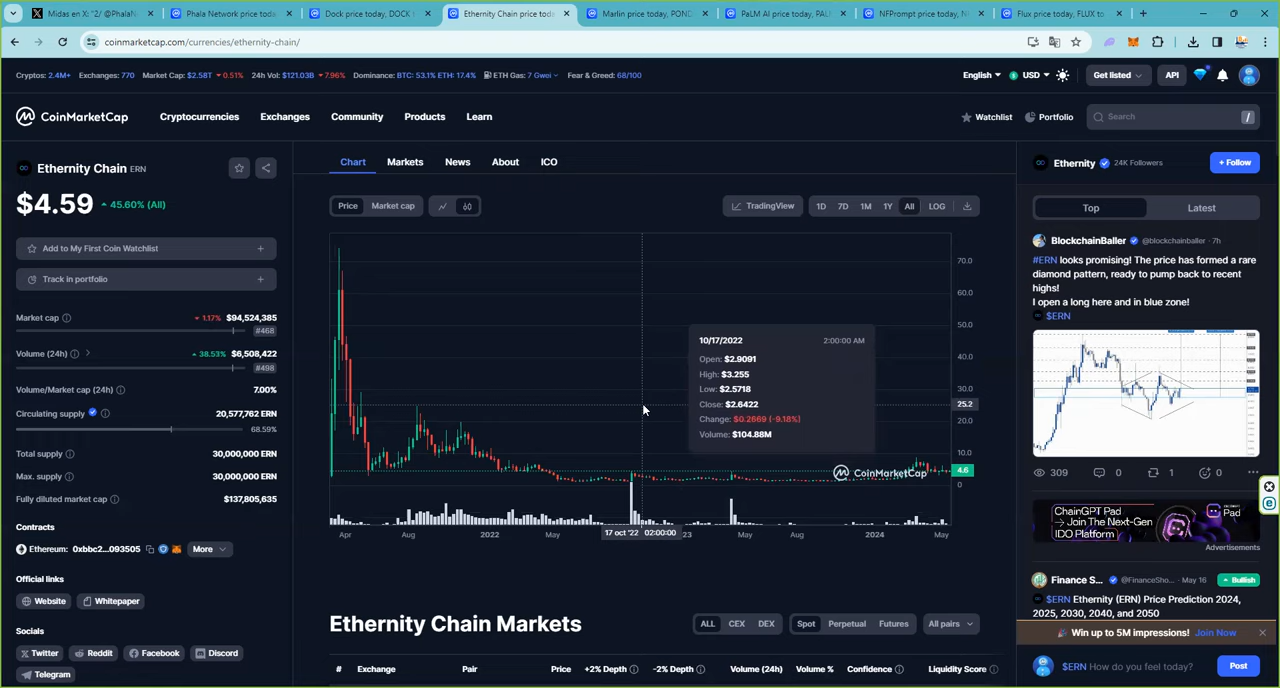 Midas en X: "2/ @PhalaN
Phala Network price toda
Dock price today, DOCK t
Ethernity Chain price toda
Marlin price today, POND
PaLM AI price today, PAL
NFPrompt price today, N
Flux price today, FLUX to
coinmarketcap.com/currencies/ethernity-chain/
Cryptos: 2.4M+ Exchanges: 770 Market Cap: $2.58T 0.51% 24h Vol: $121.03B 7.96% Dominance: BTC: 53.1% ETH: 17.4% ETH Gas: 7 Gwei Fear & Greed: 68/100
English USD Get listed API
CoinMarketCap
Cryptocurrencies Exchanges Community Products Learn
Watchlist Portfolio Search /
Ethernity Chain ERN
$4.59 45.60% (All)
Add to My First Coin Watchlist +
Track in portfolio +
Market cap 1.17% $94,524,385
#468
Volume (24h) 38.53% $6,508,422
#498
Volume/Market cap (24h) 7.00%
Circulating supply 20,577,762 ERN
68.59%
Total supply 30,000,000 ERN
Max. supply 30,000,000 ERN
Fully diluted market cap $137,805,635
Contracts
Ethereum: 0xbbc2...093505 More
Official links
Website Whitepaper
Socials
Twitter Reddit Facebook Discord
Telegram
Chart Markets News About ICO
Price Market cap TradingView 1D 7D 1M 1Y All LOG
70.0
60.0
50.0
40.0
30.0
25.2
20.0
10.0
4.6
0
10/17/2022 2:00:00 AM
Open: $2.9091
High: $3.255
Low: $2.5718
Close: $2.6422
Change: $0.2669 (-9.18%)
Volume: $104.88M
CoinMarketCap
17 oct '22 02:00:00
Apr Aug 2022 May 23 May Aug 2024 May
Ethernity Chain Markets
ALL CEX DEX Spot Perpetual Futures All pairs
# Exchange Pair Price +2% Depth -2% Depth Volume (24h) Volume % Confidence Liquidity Score
Ethernity 24K Followers + Follow
Top Latest
BlockchainBaller @blockchainballer · 7h
#ERN looks promising! The price has formed a rare
diamond pattern, ready to pump back to recent
highs!
I open a long here and in blue zone!
$ERN
309 0 1 0
ChainGPT Pad
→ Join The Next-Gen
IDO Platform
Pad
Advertisements
Finance S... @FinanceSho... · May 16 Bullish
$ERN Ethernity (ERN) Price Prediction 2024,
2025, 2030, 2040, and 2050
Win up to 5M impressions! Join Now
$ERN How do you feel today? Post